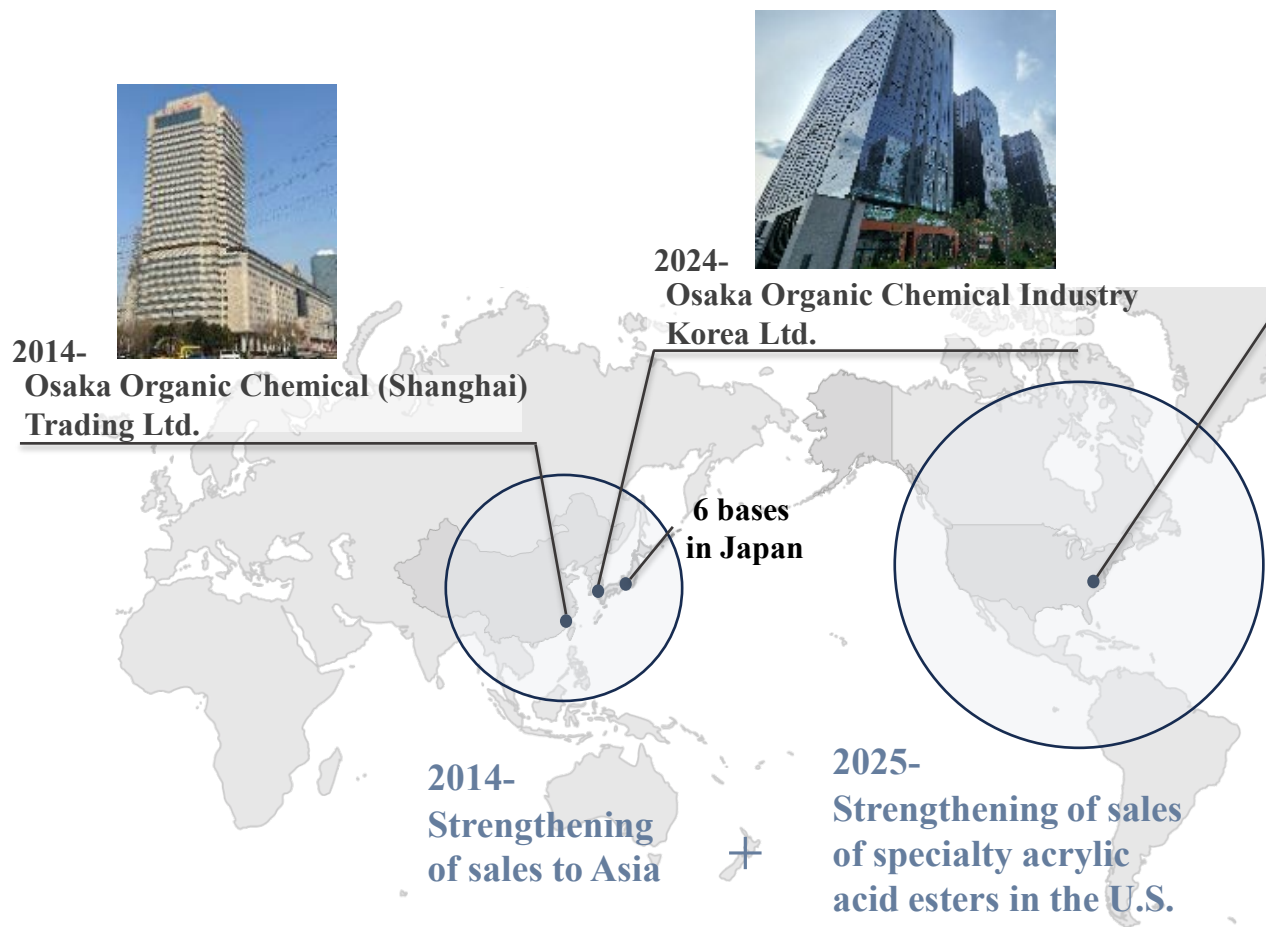 2024-
Osaka Organic Chemical Industry
Korea Ltd.
2014-
Osaka Organic Chemical (Shanghai)
Trading Ltd.
6 bases
in Japan
2014-
Strengthening
of sales to Asia
+
2025-
Strengthening of sales
of specialty acrylic
acid esters in the U.S.